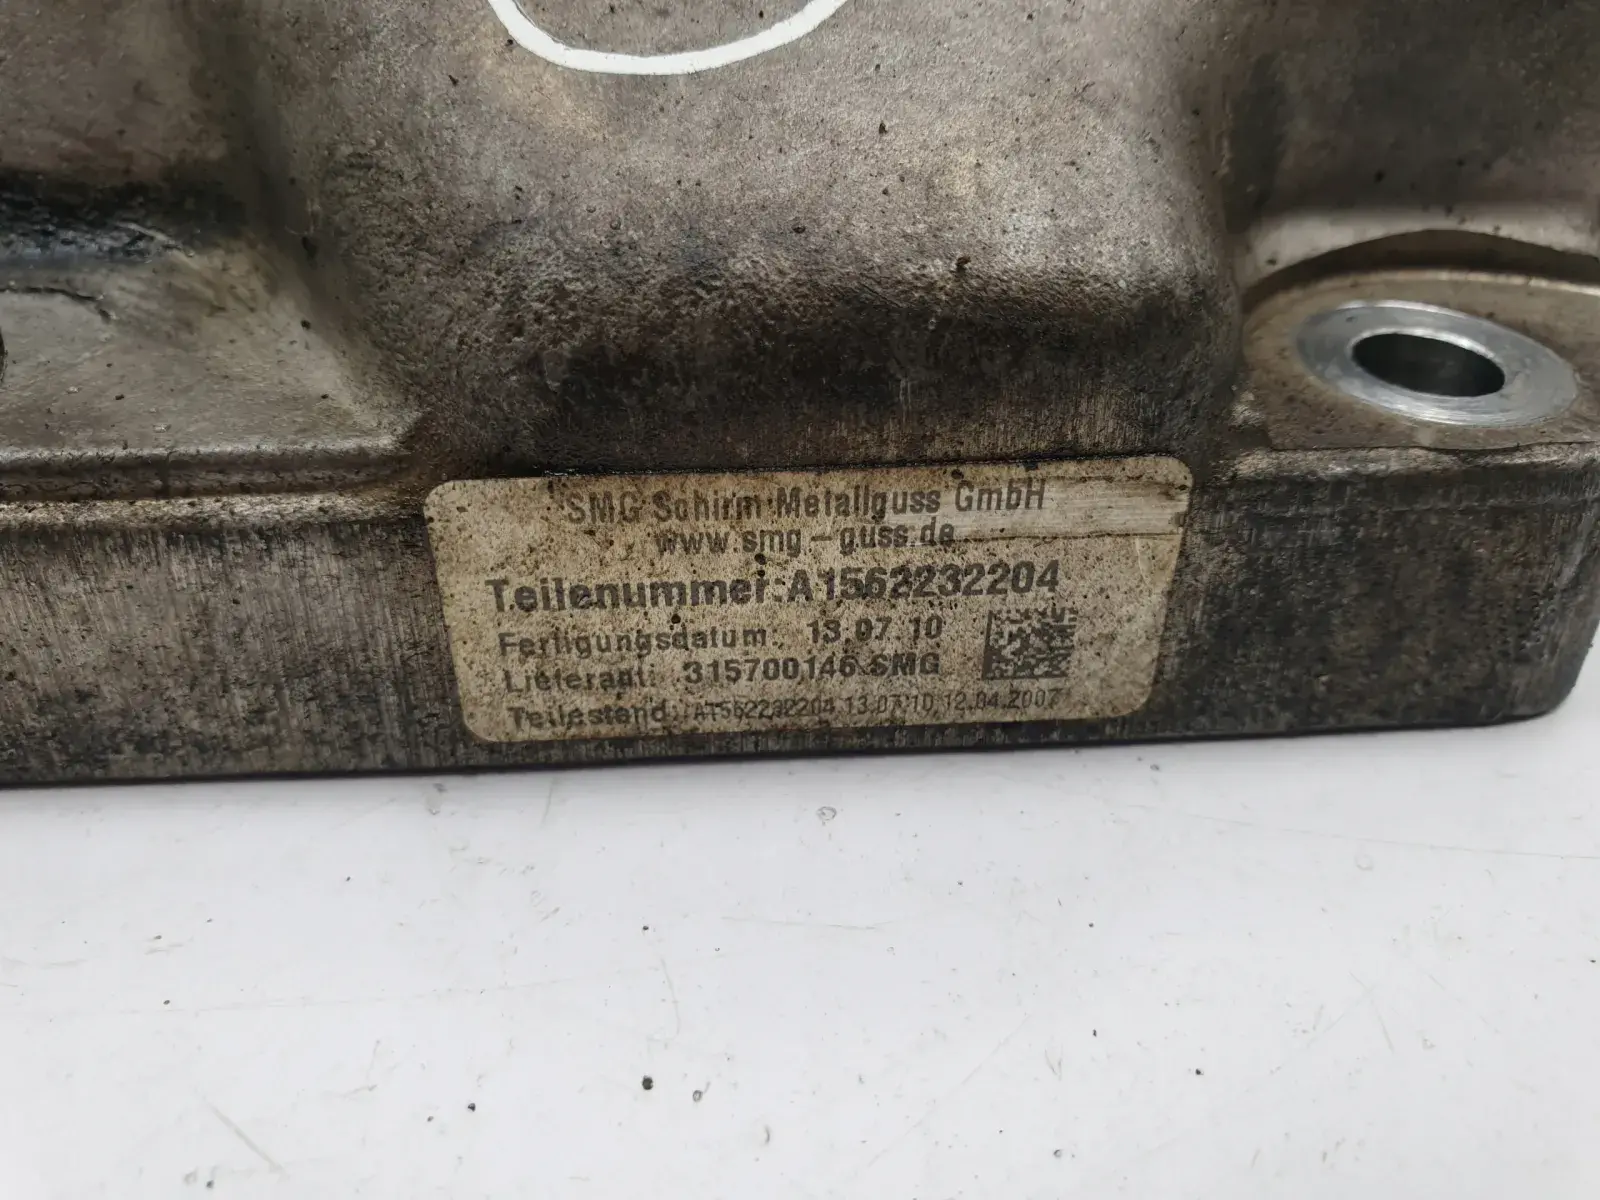 SMG Schirm Metallguss GmbH
www.smg-guss.de
Teilenummer: A1562232204
Fertigungsdatum: 13.07.10
Lieferant: 315700146 SMG
Teilestand: A1562232204 13.07.10 12.04.2007